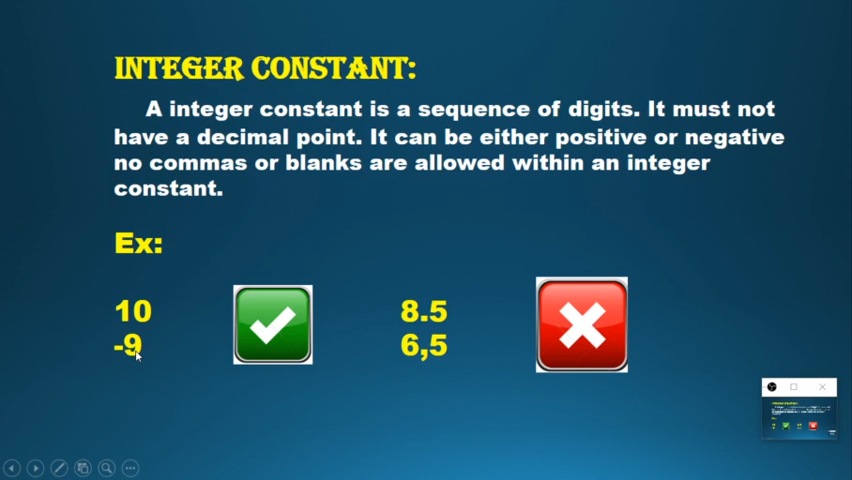 INTEGER CONSTANT:
A integer constant is a sequence of digits. It must not
have a decimal point. It can be either positive or negative
no commas or blanks are allowed within an integer
constant.
Ex:
10
-9
8.5
6,5